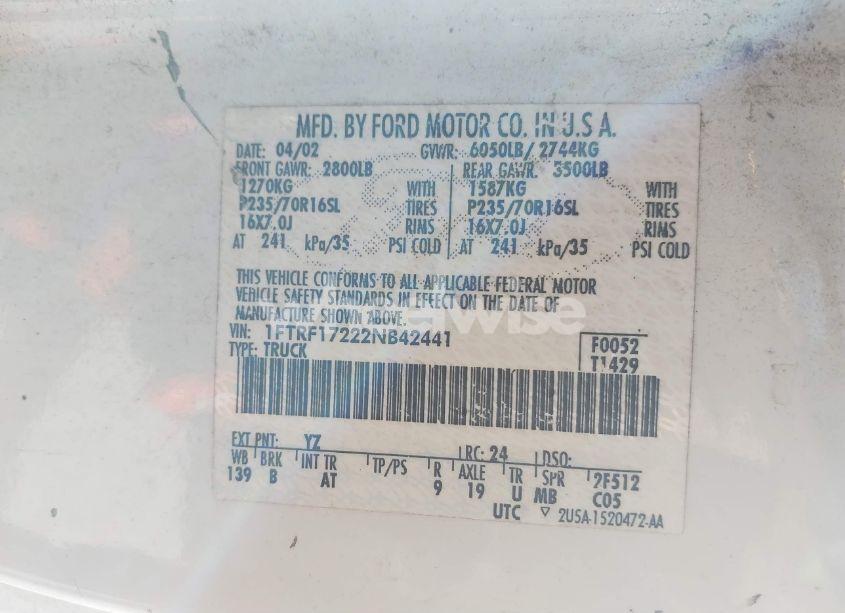 MFD. BY FORD MOTOR CO. IN U.S.A.
DATE: 04/02 GVWR: 6050LB/ 2744KG
FRONT GAWR: 2800LB REAR GAWR: 3500LB
1270KG WITH 1587KG WITH
P235/70R16SL TIRES P235/70R16SL TIRES
16X7.0J RIMS 16X7.0J RIMS
AT 241 kPa/35 PSI COLD AT 241 kPa/35 PSI COLD
THIS VEHICLE CONFORMS TO ALL APPLICABLE FEDERAL MOTOR
VEHICLE SAFETY STANDARDS IN EFFECT ON THE DATE OF
MANUFACTURE SHOWN ABOVE.
VIN: 1FTRF17222NB42441 F0052
TYPE: TRUCK T1429
EXT PNT: YZ RC: 24 DSO:
WB BRK INT TR TP/PS R AXLE TR SPR 2F512
139 B AT 9 19 U MB C05
UTC ▽ 2U5A-1520472-AA